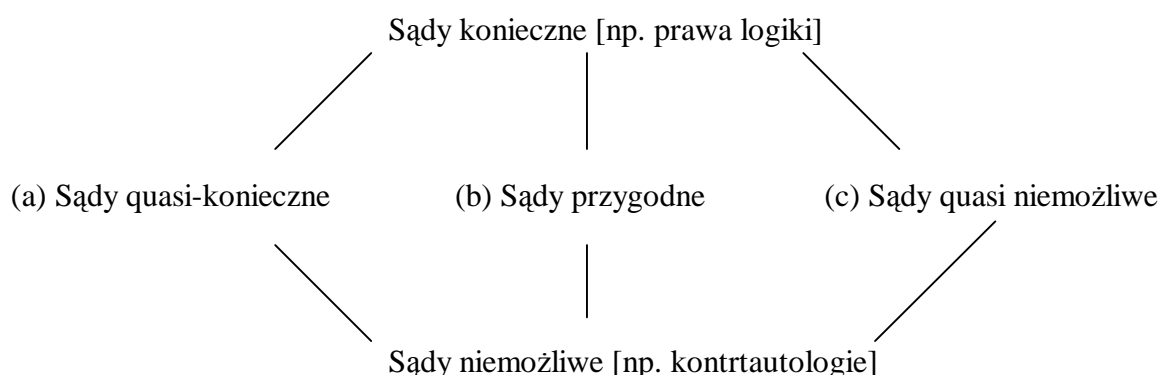 Sądy konieczne [np. prawa logiki]
(a) Sądy quasi-konieczne (b) Sądy przygodne (c) Sądy quasi niemożliwe
Sądy niemożliwe [np. kontrtautologie]